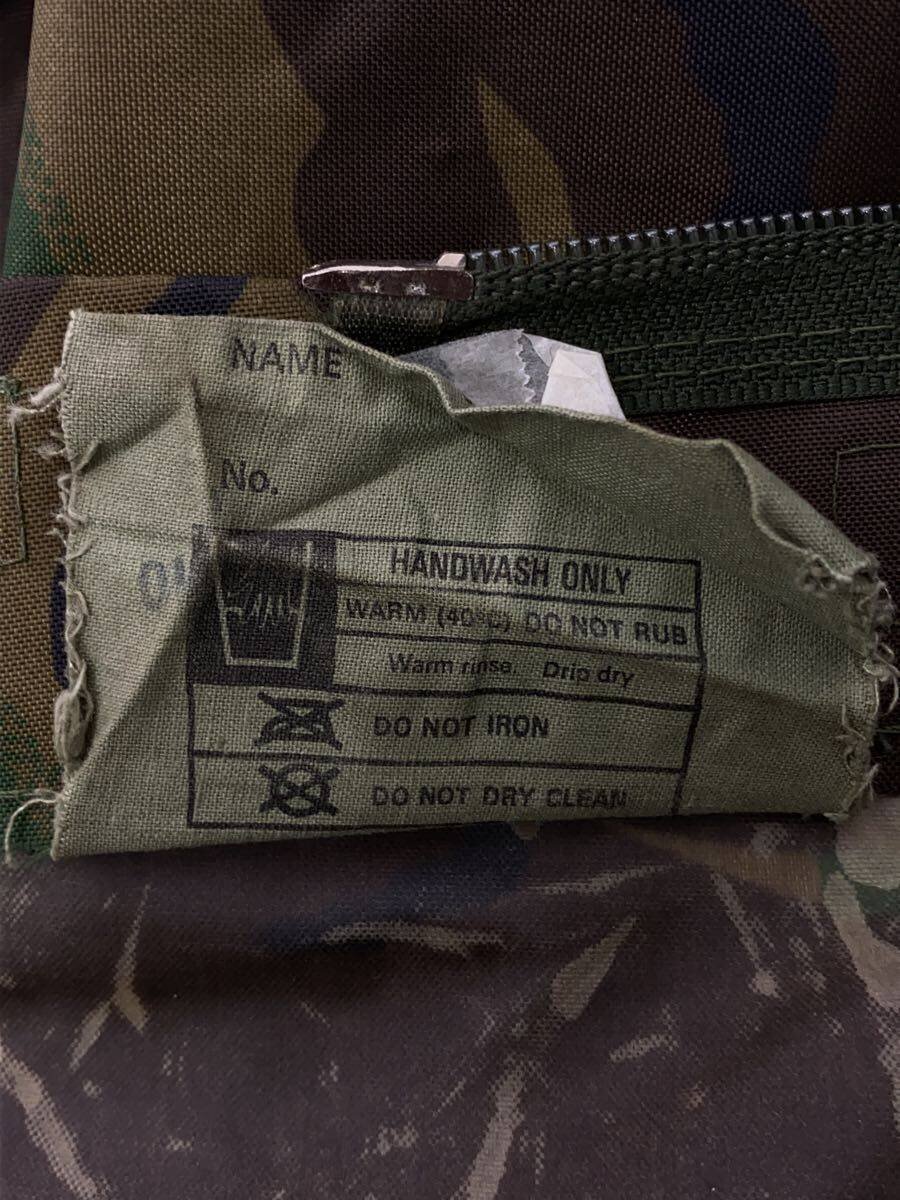 NAME
No.
HANDWASH ONLY
WARM (40°C) DO NOT RUB
Warm rinse. Drip dry
DO NOT IRON
DO NOT DRY CLEAN